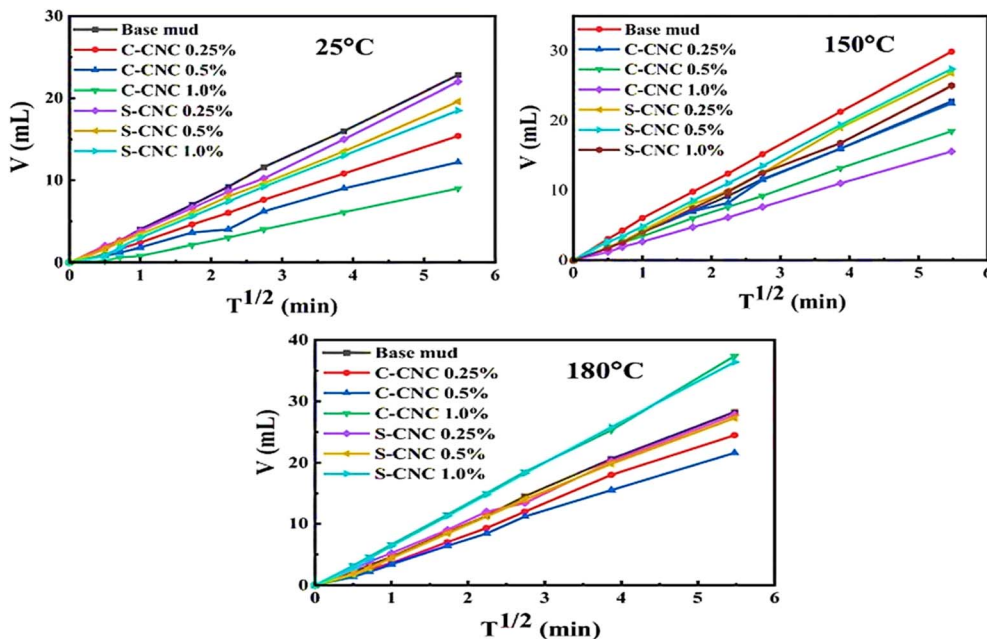 30
20
10
0
V (mL)
Base mud
C-CNC 0.25%
C-CNC 0.5%
C-CNC 1.0%
S-CNC 0.25%
S-CNC 0.5%
S-CNC 1.0%
25°C
0 1 2 3 4 5 6
T^1/2 (min)
30
20
10
0
V (mL)
Base mud
C-CNC 0.25%
C-CNC 0.5%
C-CNC 1.0%
S-CNC 0.25%
S-CNC 0.5%
S-CNC 1.0%
150°C
0 1 2 3 4 5 6
T^1/2 (min)
40
30
20
10
0
V (mL)
Base mud
C-CNC 0.25%
C-CNC 0.5%
C-CNC 1.0%
S-CNC 0.25%
S-CNC 0.5%
S-CNC 1.0%
180°C
0 1 2 3 4 5 6
T^1/2 (min)